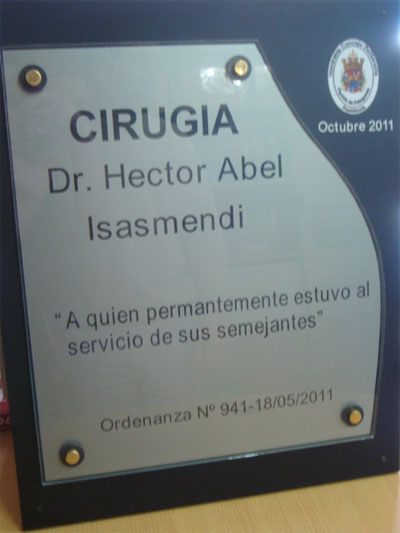 Octubre 2011
CIRUGIA
Dr. Hector Abel
Isasmendi
“A quien permantemente estuvo al
servicio de sus semejantes”
Ordenanza Nº 941-18/05/2011